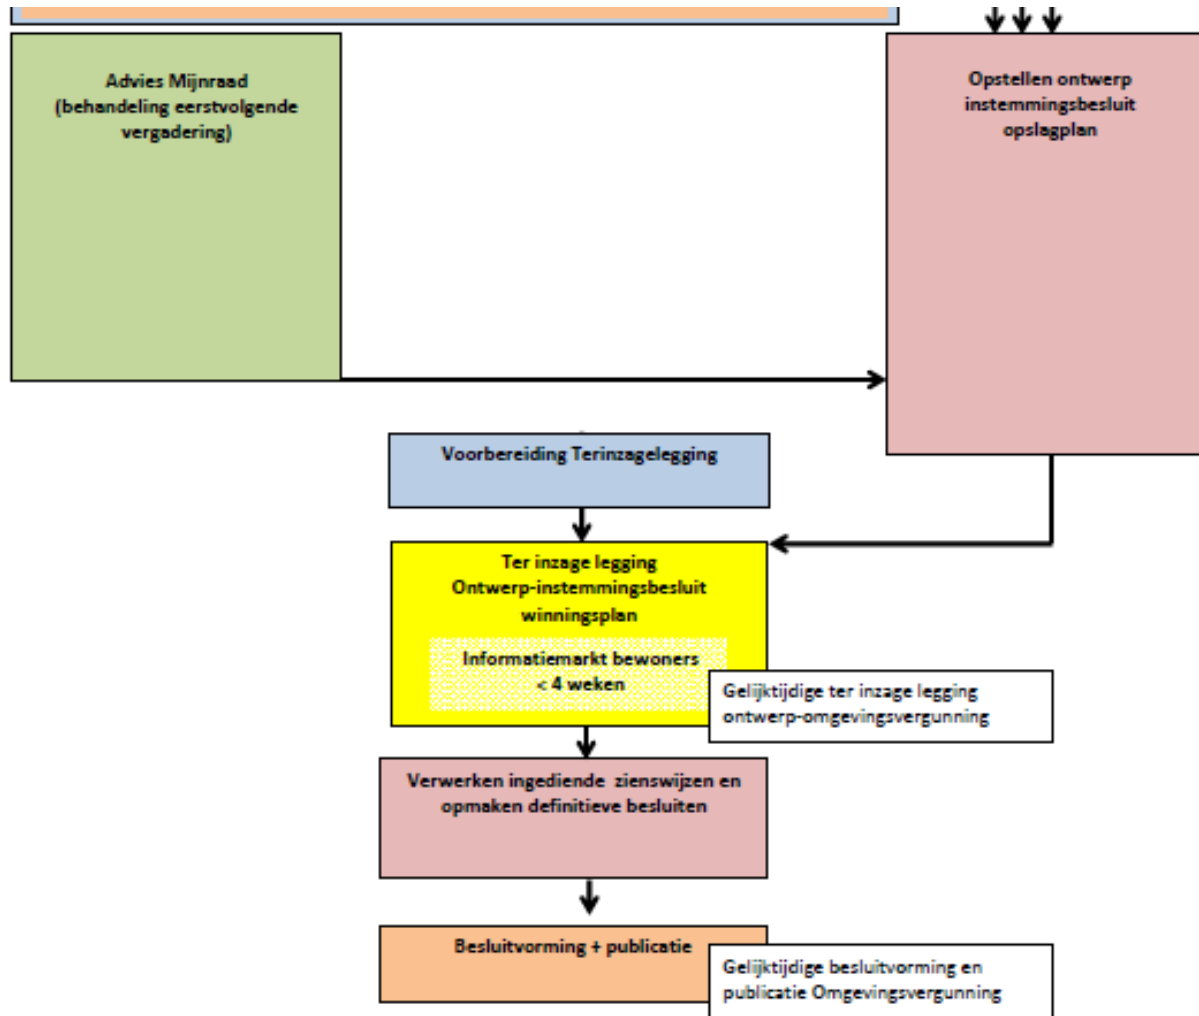 Advies Mijnraad
(behandeling eerstvolgende
vergadering)
Opstellen ontwerp
instemmingsbesluit
opslagplan
Voorbereiding Terinzagelegging
Ter inzage legging
Ontwerp-instemmingsbesluit
winningsplan
Informatiemarkt bewoners
< 4 weken
Gelijktijdige ter inzage legging
ontwerp-omgevingsvergunning
Verwerken ingediende zienswijzen en
opmaken definitieve besluiten
Besluitvorming + publicatie
Gelijktijdige besluitvorming en
publicatie Omgevingsvergunning